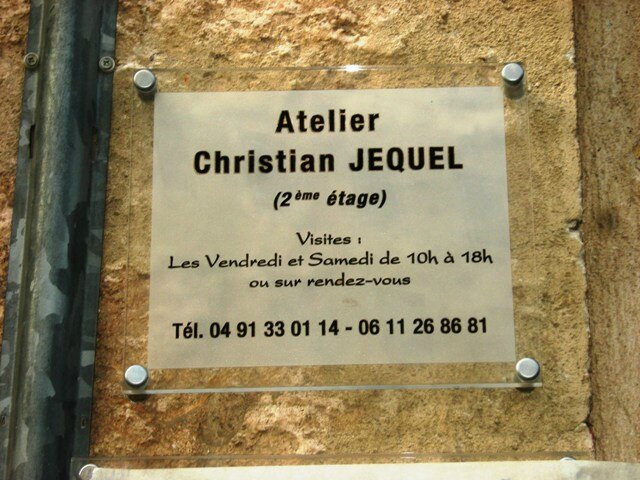 Atelier
Christian JEQUEL
(2ème étage)
Visites :
Les Vendredi et Samedi de 10h à 18h
ou sur rendez-vous
Tél. 04 91 33 01 14 - 06 11 26 86 81